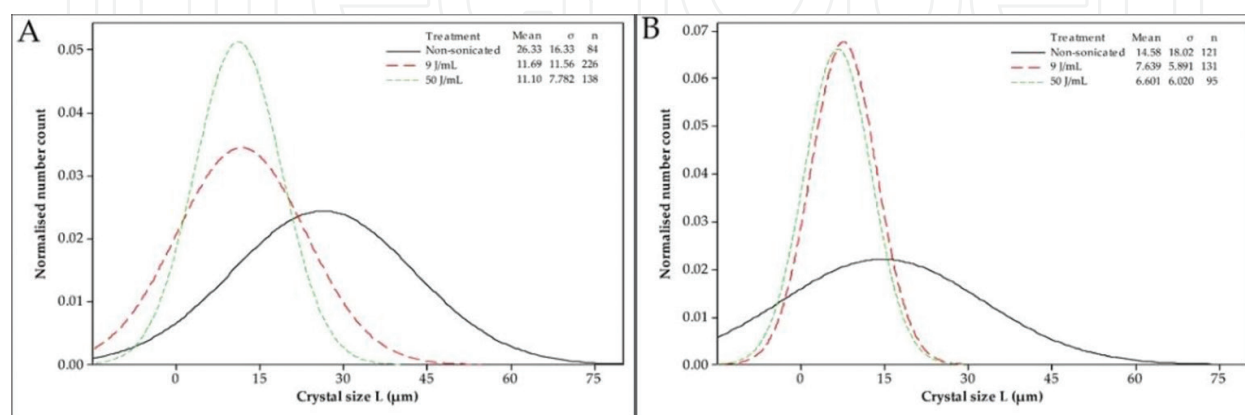 A
Treatment Mean σ n
Non-sonicated 26.33 16.33 84
9 J/mL 11.69 11.56 226
50 J/mL 11.10 7.782 138
Normalised number count
0.05
0.04
0.03
0.02
0.01
0.00
0 15 30 45 60 75
Crystal size L (µm)
B
Treatment Mean σ n
Non-sonicated 14.58 18.02 121
9 J/mL 7.639 5.891 131
50 J/mL 6.601 6.020 95
Normalised number count
0.07
0.06
0.05
0.04
0.03
0.02
0.01
0.00
0 15 30 45 60 75
Crystal size L (µm)